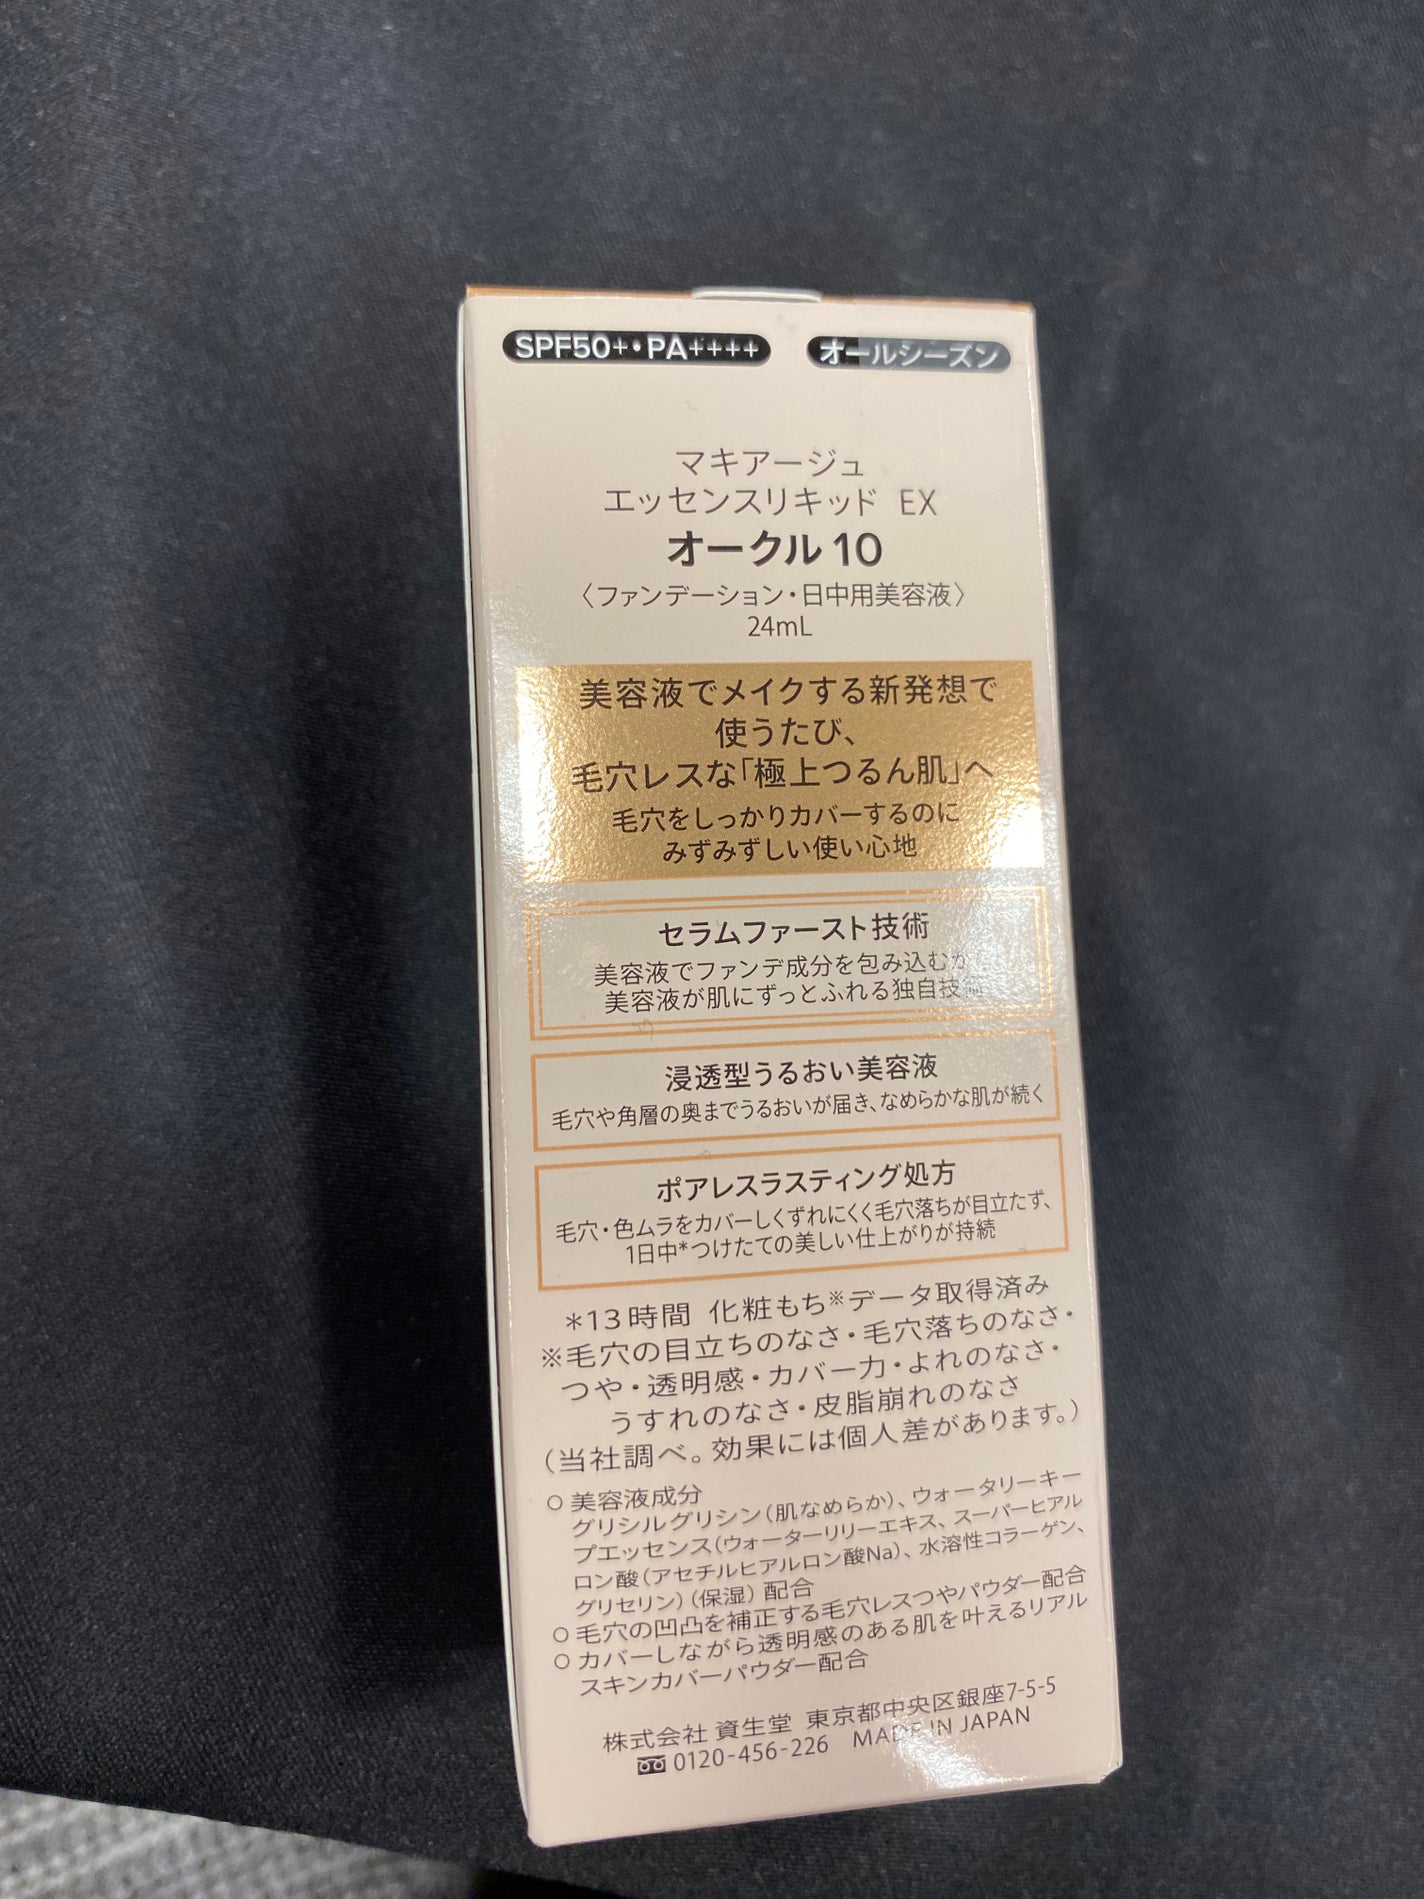 SPF50+・PA++++
オールシーズン
マキアージュ
エッセンスリキッド EX
オークル10
〈ファンデーション・日中用美容液〉
24mL
美容液でメイクする新発想で
使うたび、
毛穴レスな「極上つるん肌」へ
毛穴をしっかりカバーするのに
みずみずしい使い心地
セラムファースト技術
美容液でファンデ成分を包み込む
美容液が肌にずっとふれる独自技術
浸透型うるおい美容液
毛穴や角層の奥までうるおいが届き、なめらかな肌が続く
ポアレスラスティング処方
毛穴・色ムラをカバーしくずれにくく毛穴落ちが目立たず、
1日中*つけたての美しい仕上がりが持続
*13時間 化粧もち※データ取得済み
※毛穴の目立ちのなさ・毛穴落ちのなさ・
つや・透明感・カバー力・よれのなさ・
うすれのなさ・皮脂崩れのなさ
(当社調べ。効果には個人差があります。)
○美容液成分
グリシルグリシン(肌なめらか)、ウォータリーキー
プエッセンス(ウォーターリリーエキス、スーパーヒアル
ロン酸(アセチルヒアルロン酸Na)、水溶性コラーゲン、
グリセリン)(保湿)配合
○毛穴の凹凸を補正する毛穴レスつやパウダー配合
○カバーしながら透明感のある肌を叶えるリアル
スキンカバーパウダー配合
株式会社 資生堂 東京都中央区銀座7-5-5
0120-456-226 MADE IN JAPAN